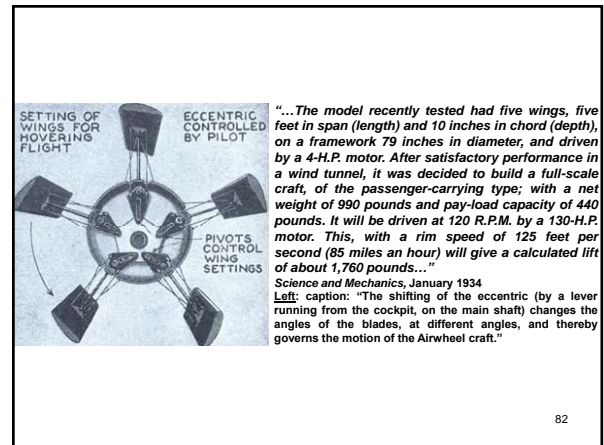 SETTING OF
WINGS FOR
HOVERING
FLIGHT
ECCENTRIC
CONTROLLED
BY PILOT
PIVOTS
CONTROL
WING
SETTINGS
“…The model recently tested had five wings, five
feet in span (length) and 10 inches in chord (depth),
on a framework 79 inches in diameter, and driven
by a 4-H.P. motor. After satisfactory performance in
a wind tunnel, it was decided to build a full-scale
craft, of the passenger-carrying type; with a net
weight of 990 pounds and pay-load capacity of 440
pounds. It will be driven at 120 R.P.M. by a 130-H.P.
motor. This, with a rim speed of 125 feet per
second (85 miles an hour) will give a calculated lift
of about 1,760 pounds…”
Science and Mechanics, January 1934
Left: caption: “The shifting of the eccentric (by a lever
running from the cockpit, on the main shaft) changes the
angles of the blades, at different angles, and thereby
governs the motion of the Airwheel craft.”
82